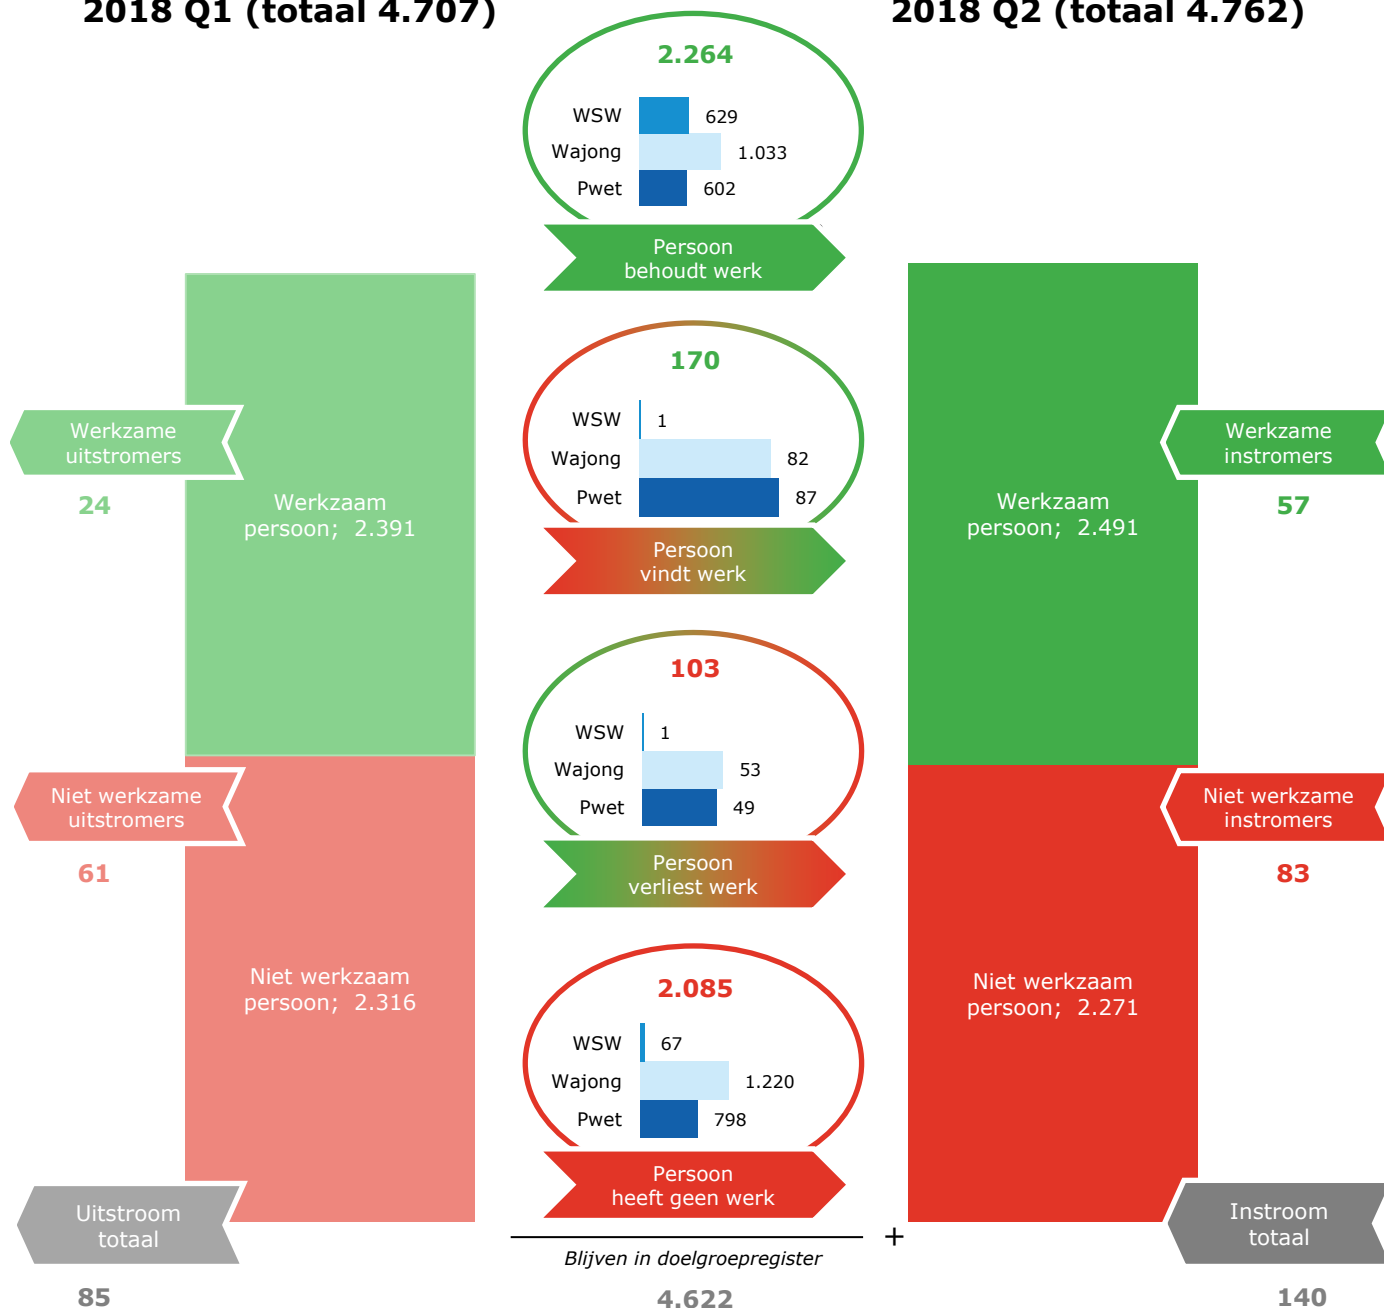 2018 Q1 (totaal 4.707)
2018 Q2 (totaal 4.762)
2.264
WSW 629
Wajong 1.033
Pwet 602
Persoon
behoudt werk
170
WSW 1
Wajong 82
Pwet 87
Persoon
vindt werk
103
WSW 1
Wajong 53
Pwet 49
Persoon
verliest werk
2.085
WSW 67
Wajong 1.220
Pwet 798
Persoon
heeft geen werk
Blijven in doelgroepregister
4.622
+
Werkzame
uitstromers
24
Werkzaam
persoon; 2.391
Niet werkzame
uitstromers
61
Niet werkzaam
persoon; 2.316
Uitstroom
totaal
85
Werkzaam
persoon; 2.491
Werkzame
instromers
57
Niet werkzame
instromers
83
Niet werkzaam
persoon; 2.271
Instroom
totaal
140